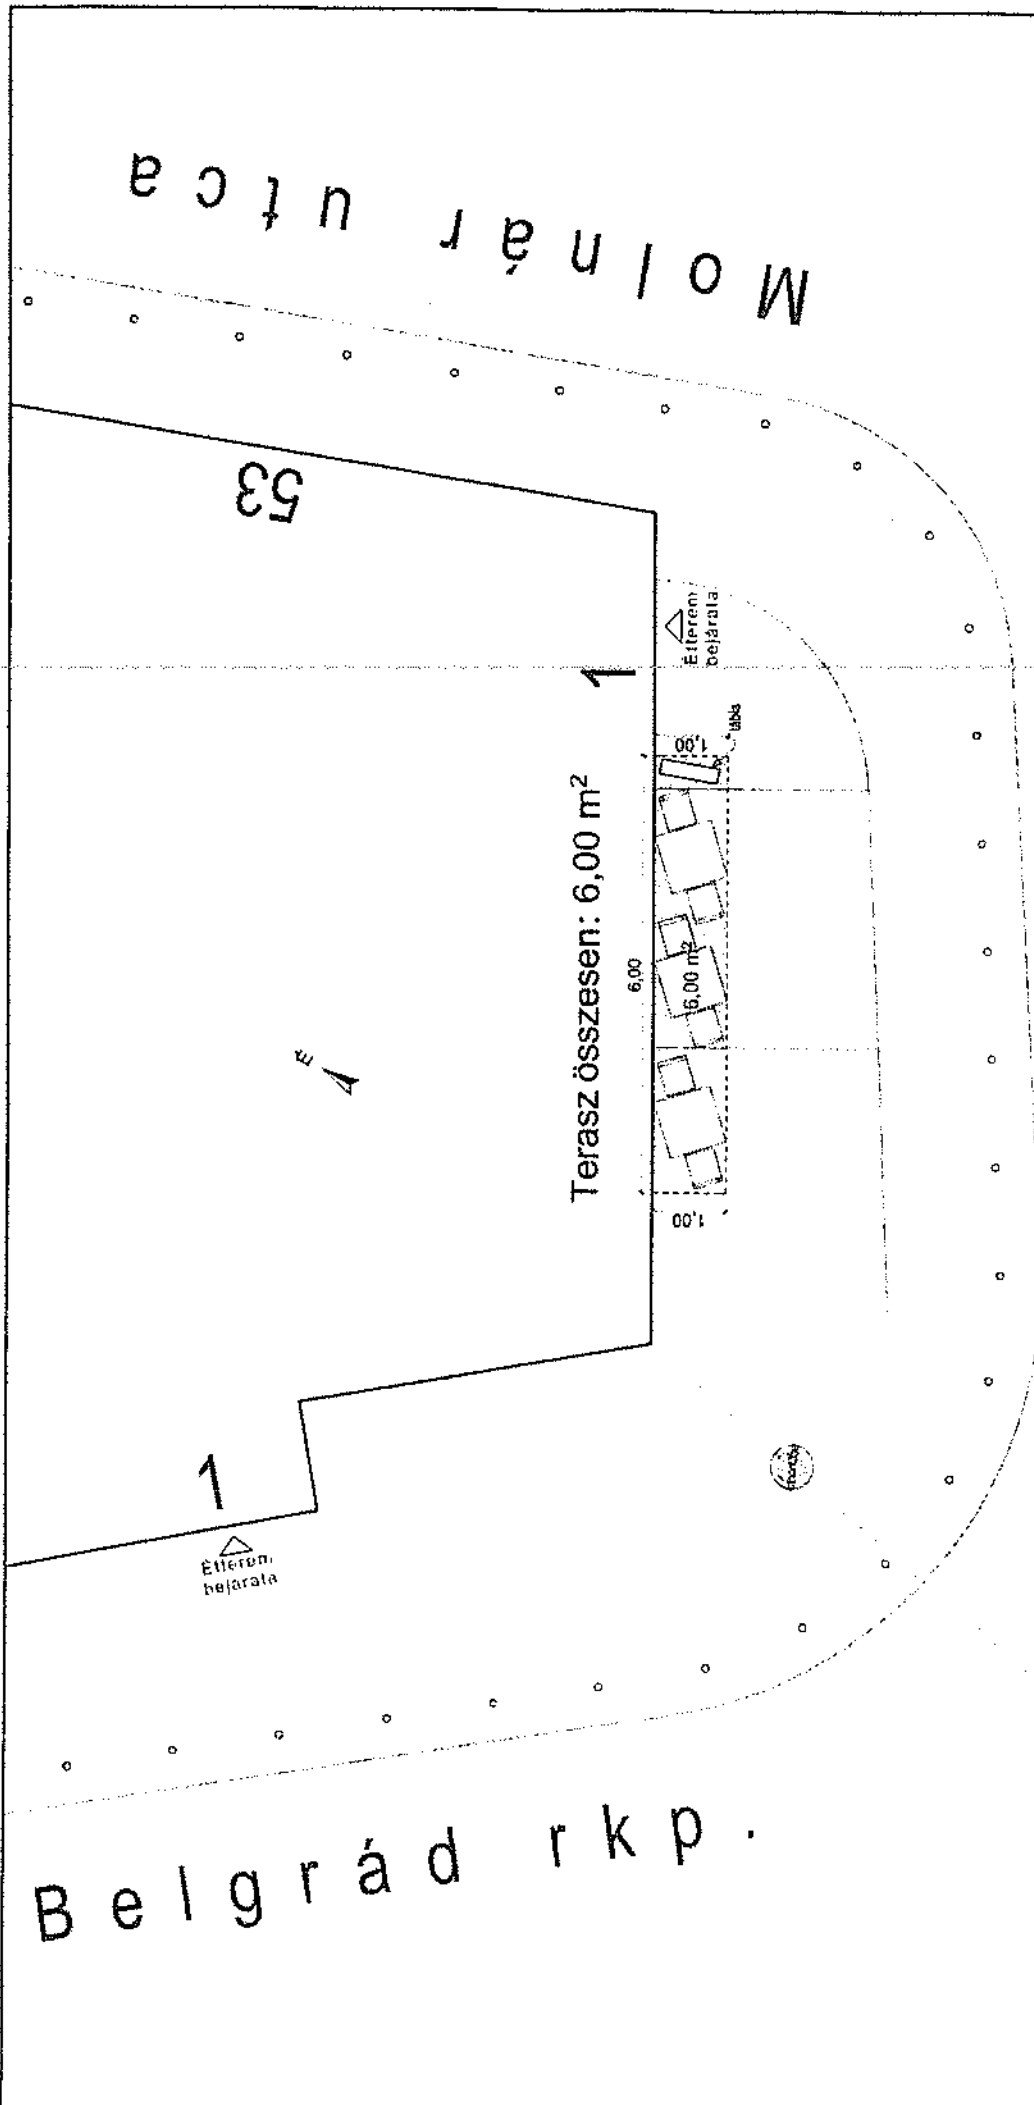 Molnár utca
53
Étterem
bejárata
1
1,00
tábla
Terasz összesen: 6,00 m²
6,00
6,00 m²
1,00
É
1
Étterem
bejárata
Belgrád rkp.